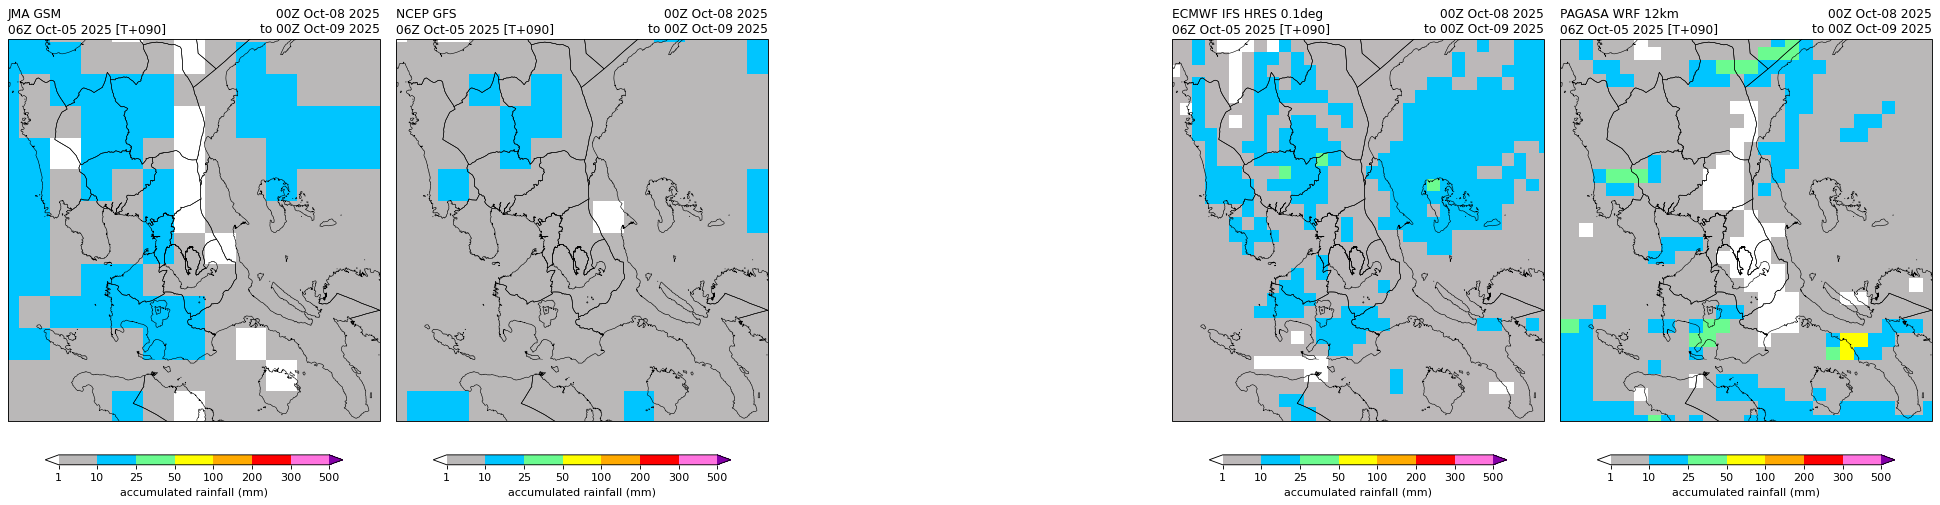 JMA GSM 00Z Oct-08 2025
06Z Oct-05 2025 [T+090] to 00Z Oct-09 2025
1 10 25 50 100 200 300 500
accumulated rainfall (mm)
NCEP GFS 00Z Oct-08 2025
06Z Oct-05 2025 [T+090] to 00Z Oct-09 2025
1 10 25 50 100 200 300 500
accumulated rainfall (mm)
ECMWF IFS HRES 0.1deg 00Z Oct-08 2025
06Z Oct-05 2025 [T+090] to 00Z Oct-09 2025
1 10 25 50 100 200 300 500
accumulated rainfall (mm)
PAGASA WRF 12km 00Z Oct-08 2025
06Z Oct-05 2025 [T+090] to 00Z Oct-09 2025
1 10 25 50 100 200 300 500
accumulated rainfall (mm)